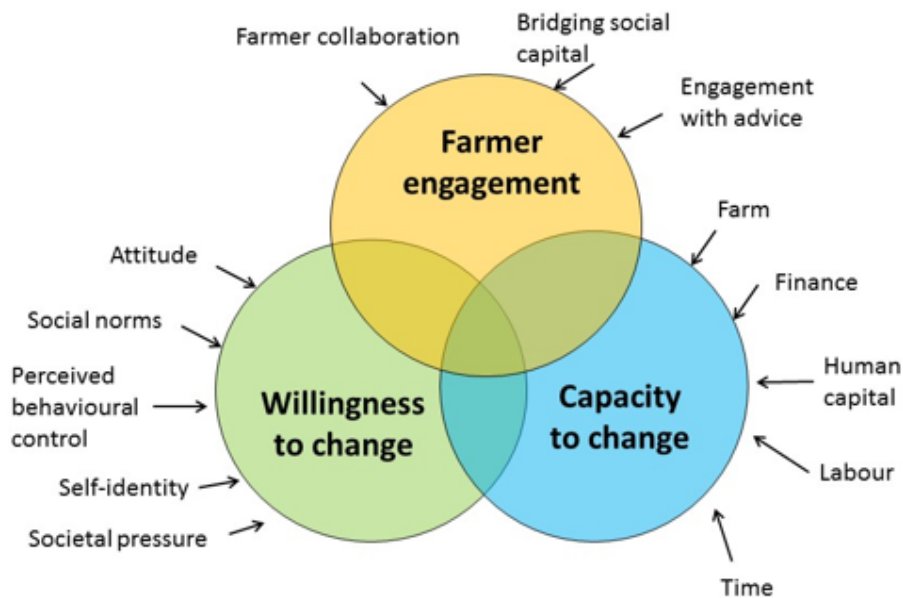 Farmer collaboration
Bridging social
capital
Engagement
with advice
Farmer
engagement
Farm
Finance
Human
capital
Labour
Time
Capacity
to change
Attitude
Social norms
Perceived
behavioural
control
Self-identity
Societal pressure
Willingness
to change